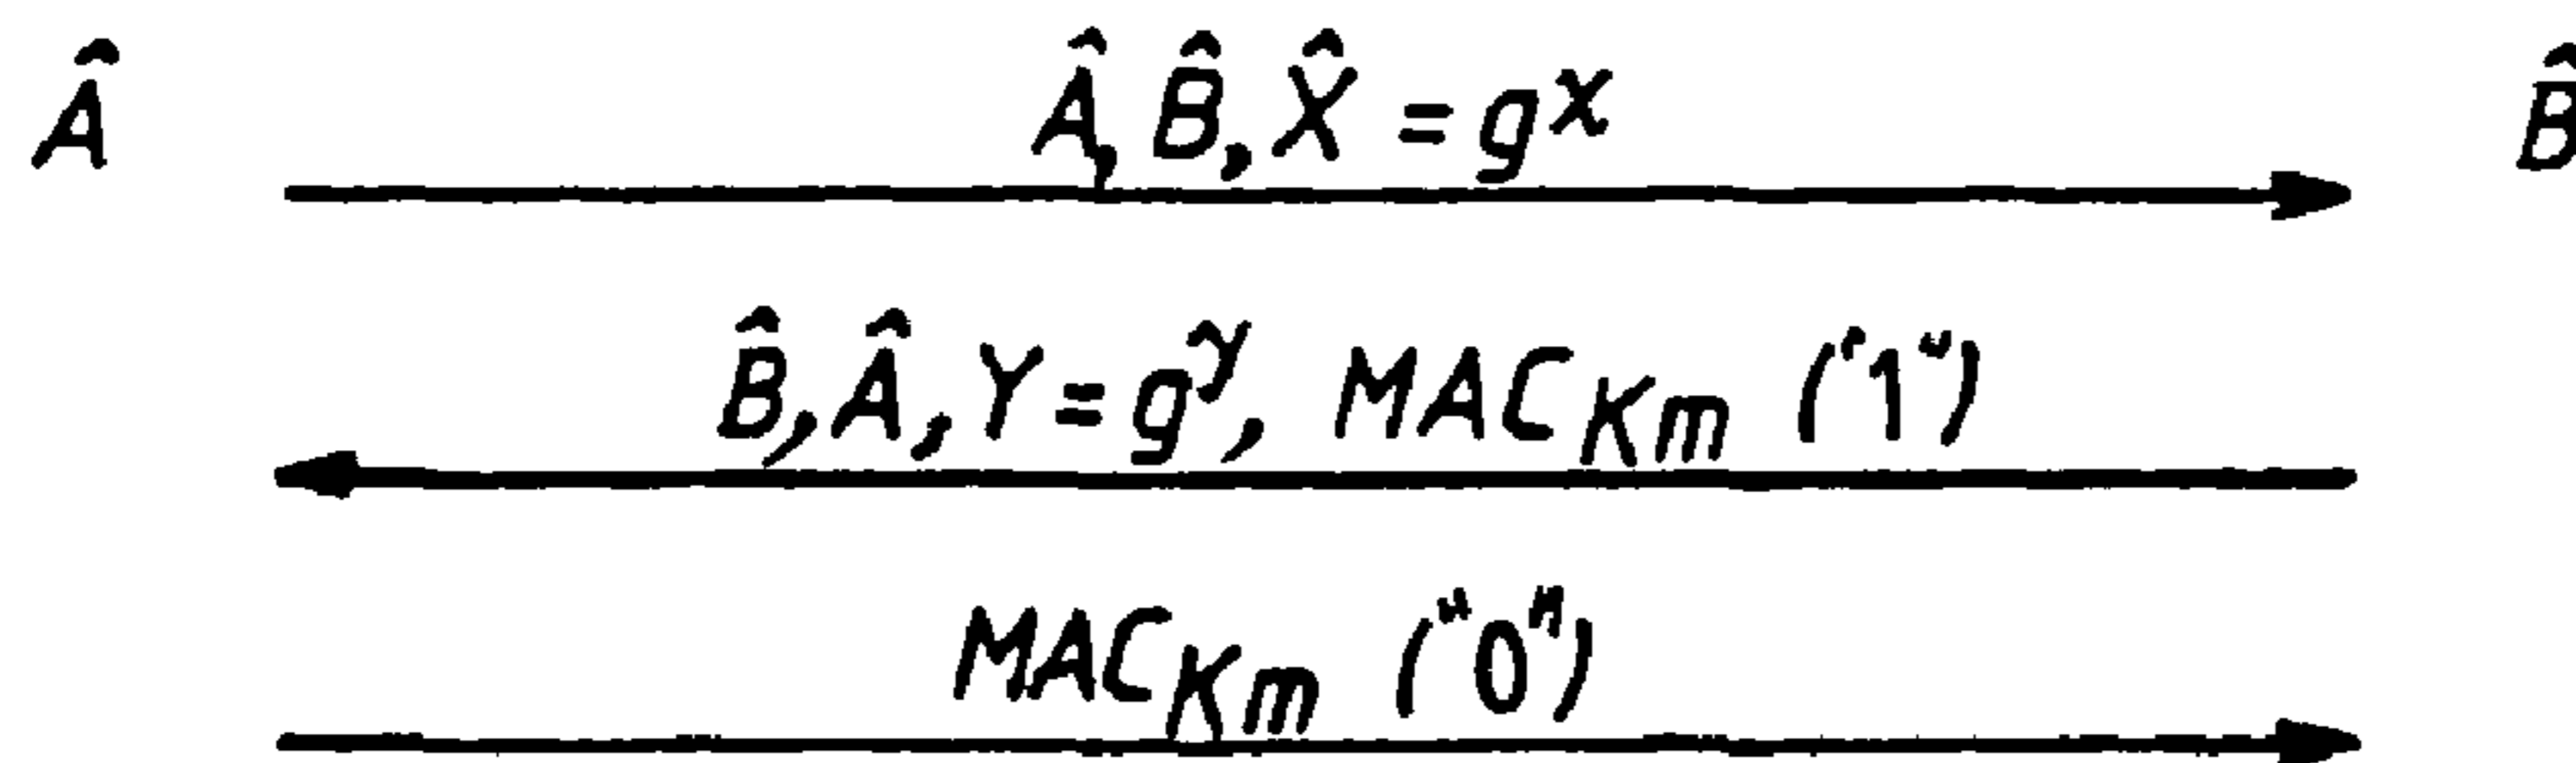 Â Â, B̂, X̂ = g^x B̂
B̂, Â, Y = g^ŷ, MAC_Km ("1")
MAC_Km ("0")